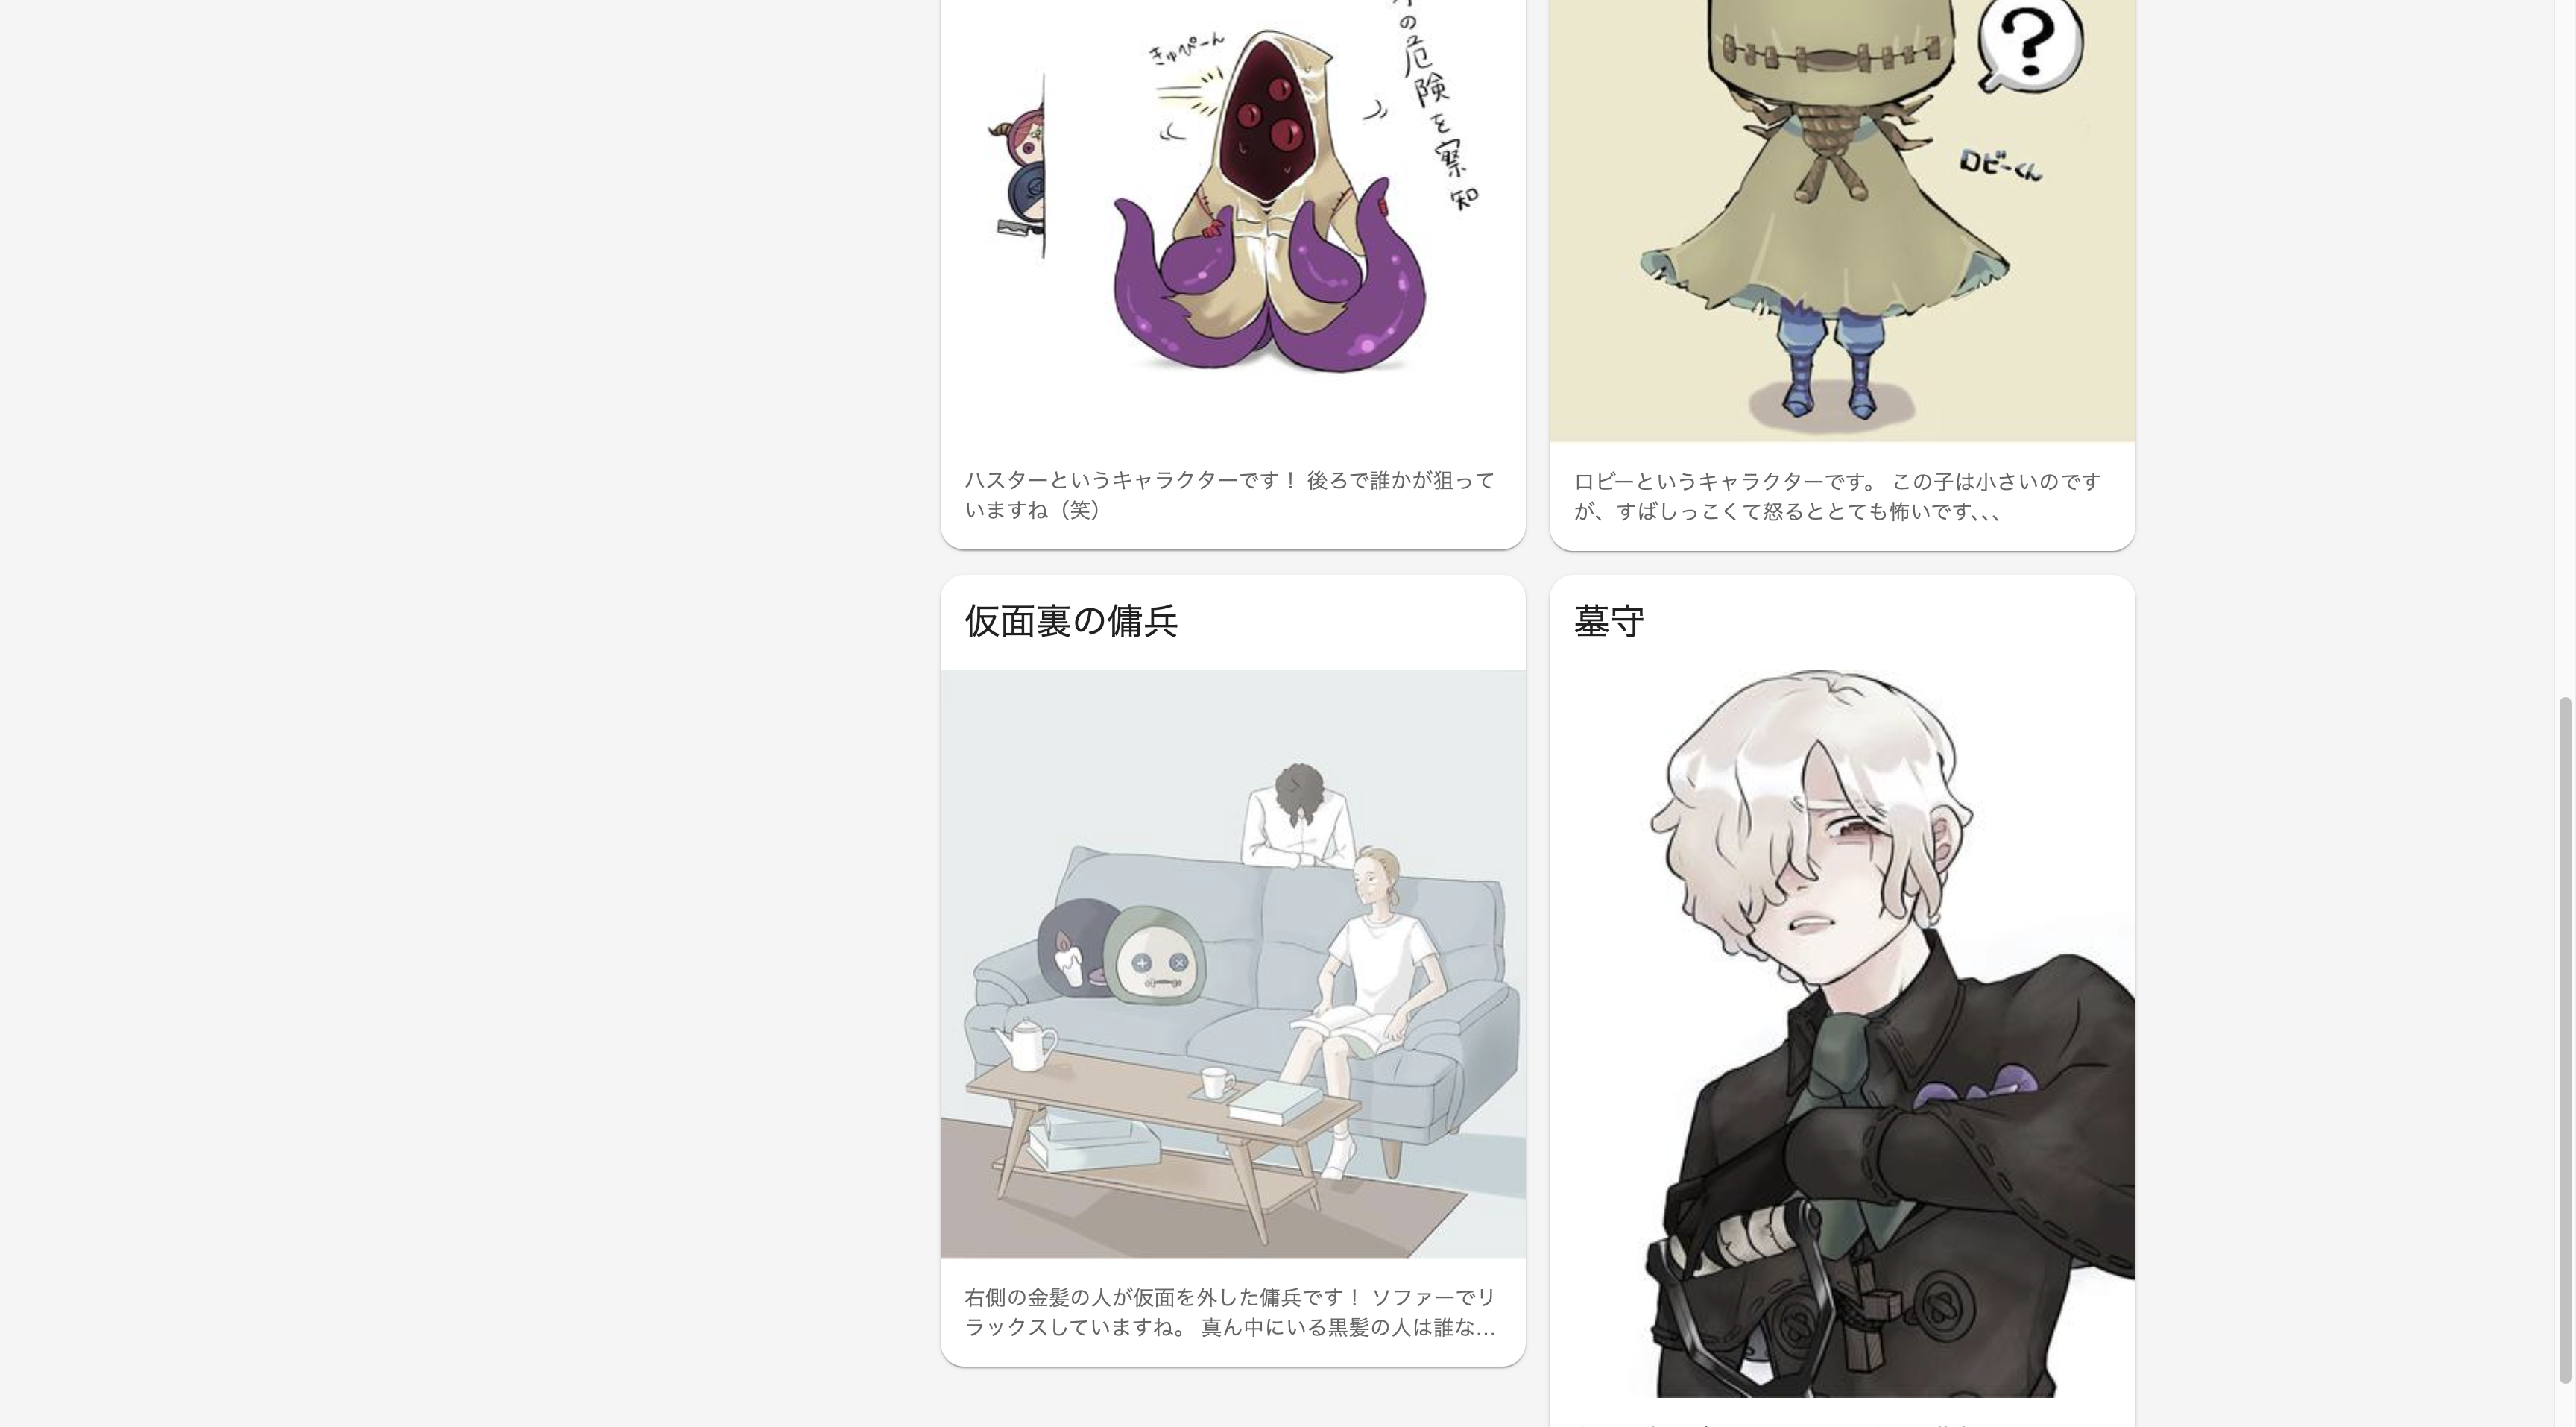 きゅぴーん
の危険を察知
ハスターというキャラクターです！ 後ろで誰かが狙って
いますね（笑）
?
ロビーくん
ロビーというキャラクターです。 この子は小さいのです
が、すばしっこくて怒るととても怖いです、、、
仮面裏の傭兵
右側の金髪の人が仮面を外した傭兵です！ ソファーでリ
ラックスしていますね。 真ん中にいる黒髪の人は誰な...
墓守